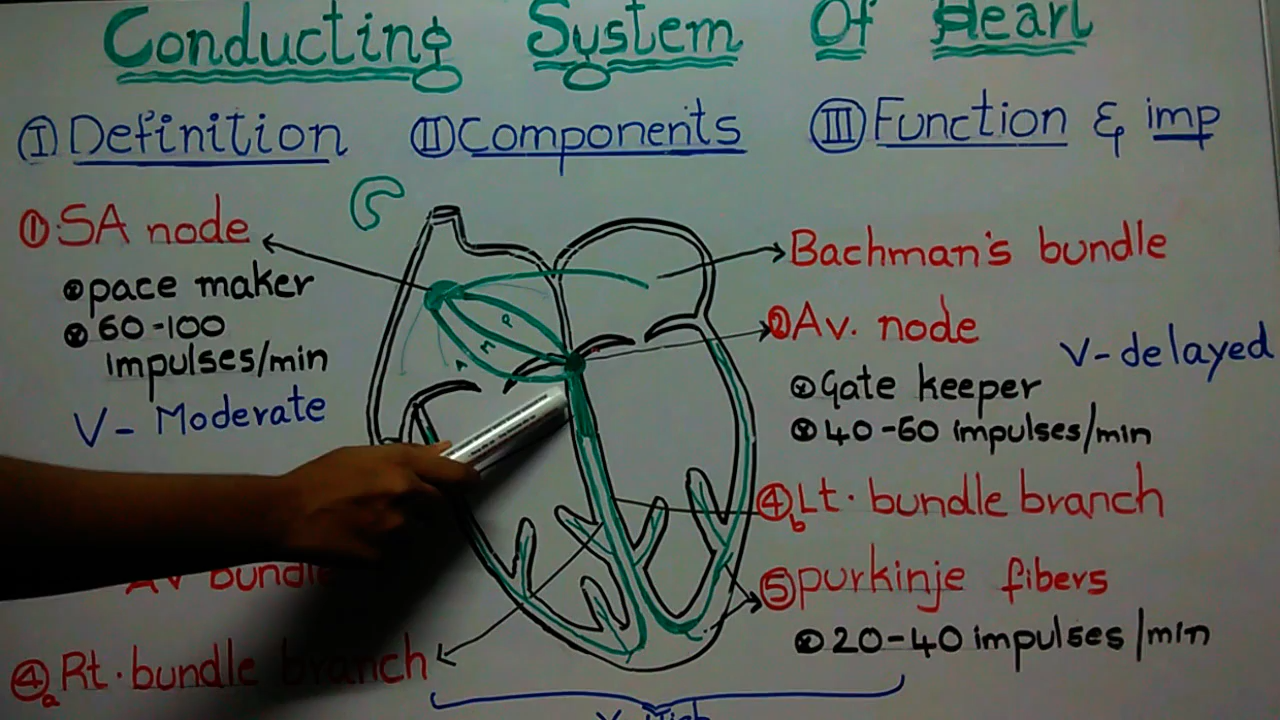 Conducting System Of Heart
I Definition II Components III Function & imp
① SA node
pace maker
60-100
impulses/min
V- Moderate
P
M
A
Bachman's bundle
② Av. node
V-delayed
Gate keeper
40-60 impulses/min
④b Lt. bundle branch
⑤ purkinje fibers
20-40 impulses/min
AV bundle
④a Rt. bundle branch